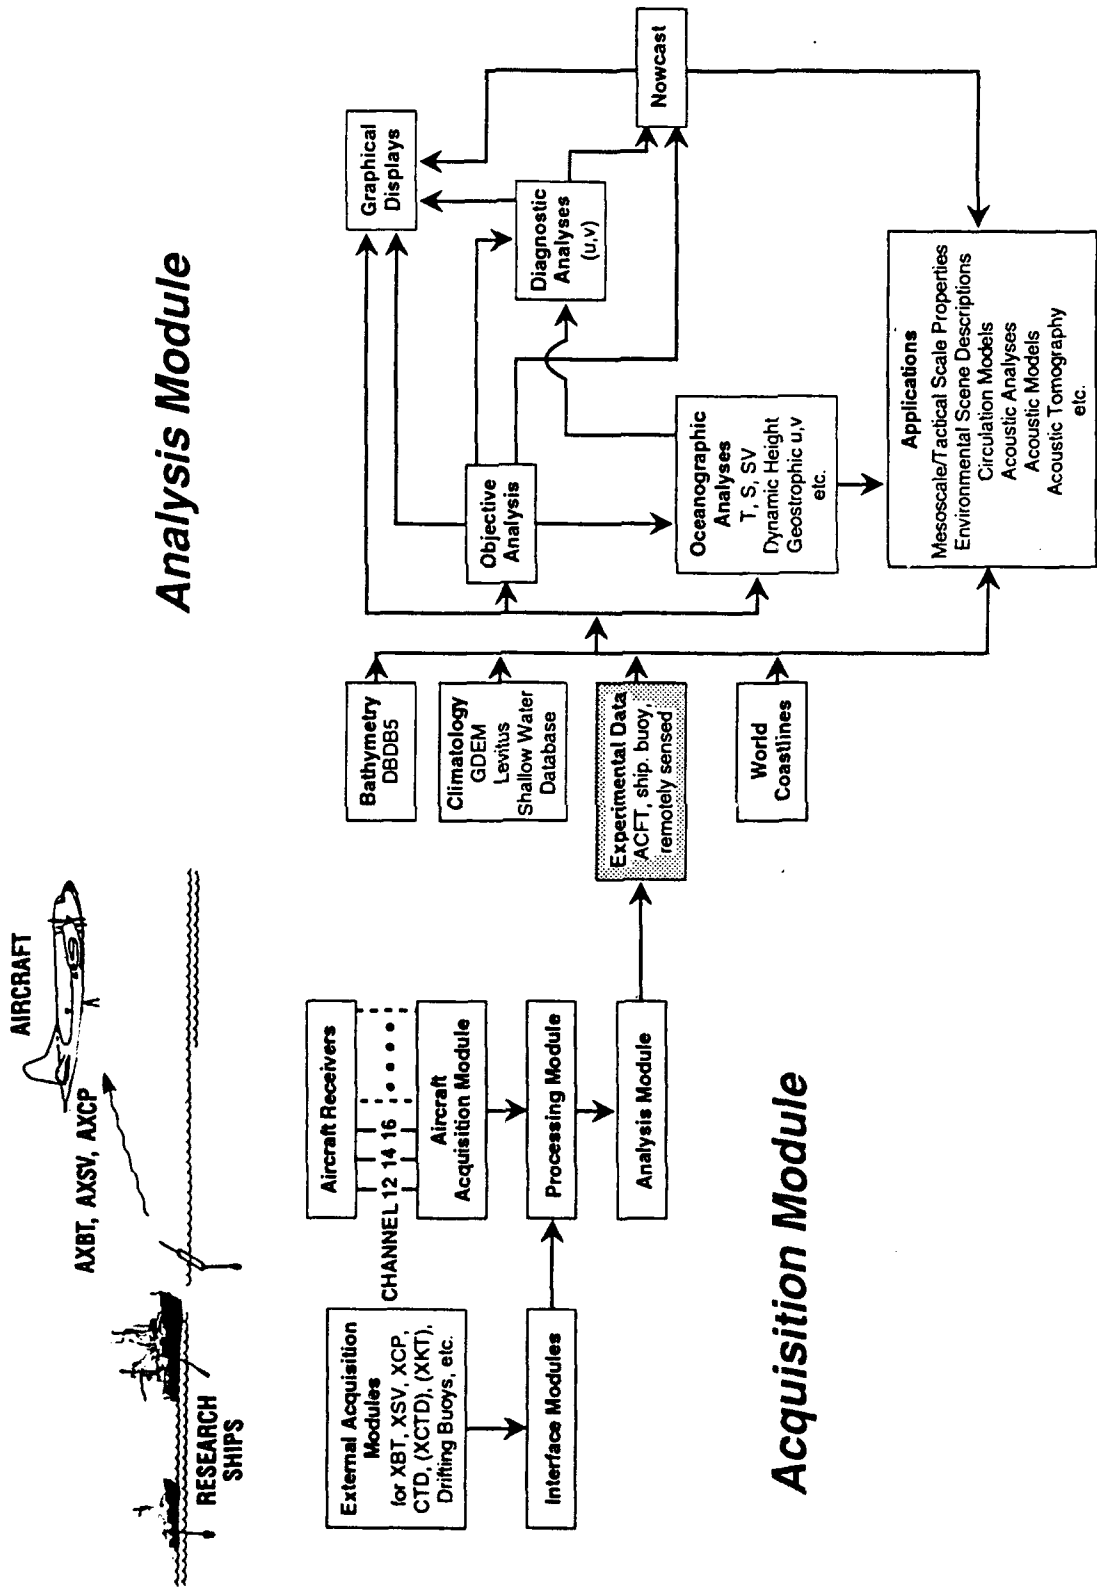 AIRCRAFT
AXBT, AXSV, AXCP
RESEARCH
SHIPS
External Acquisition
Modules
for XBT, XSV, XCP,
CTD, (XCTD), (XKT),
Drifting Buoys, etc.
Interface Modules
Aircraft Receivers
CHANNEL 12 14 16
Aircraft
Acquisition Module
Processing Module
Analysis Module
Acquisition Module
Analysis Module
Bathymetry
DBDB5
Climatology
GDEM
Levitus
Shallow Water
Database
Experimental Data
ACFT, ship. buoy,
remotely sensed
World
Coastlines
Graphical
Displays
Objective
Analysis
Diagnostic
Analyses
(u,v)
Nowcast
Oceanographic
Analyses
T, S, SV
Dynamic Height
Geostrophic u,v
etc.
Applications
Mesoscale/Tactical Scale Properties
Environmental Scene Descriptions
Circulation Models
Acoustic Analyses
Acoustic Models
Acoustic Tomography
etc.